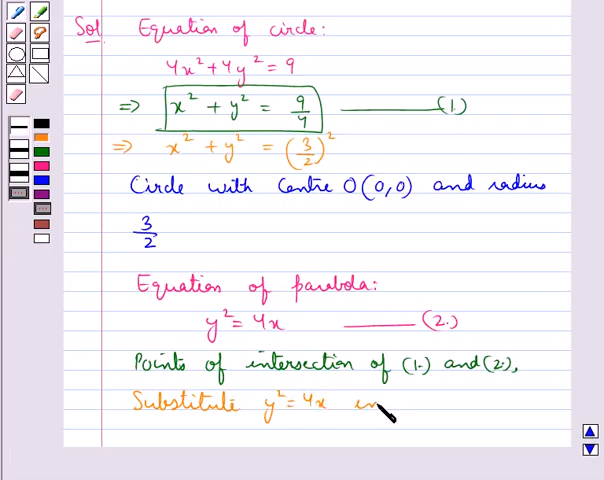 Sol Equation of circle:
4x² + 4y² = 9
⇒ x² + y² = 9/4 ——— (1.)
⇒ x² + y² = (3/2)²
Circle with Centre O(0,0) and radius
3/2
Equation of parabola:
y² = 4x ——— (2.)
Points of intersection of (1.) and (2.),
Substitute y² = 4x in